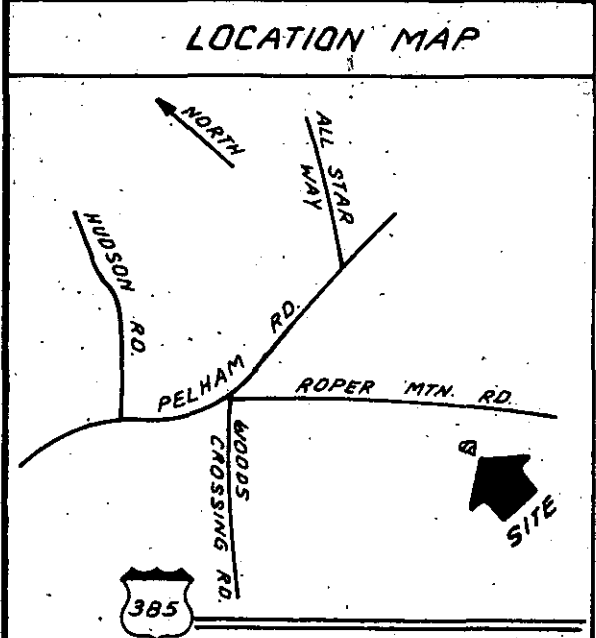 LOCATION MAP
NORTH
ALL STAR
WAY
HUDSON RD.
PELHAM RD.
ROPER MTN. RD.
WOODS
CROSSING RD.
SITE
385